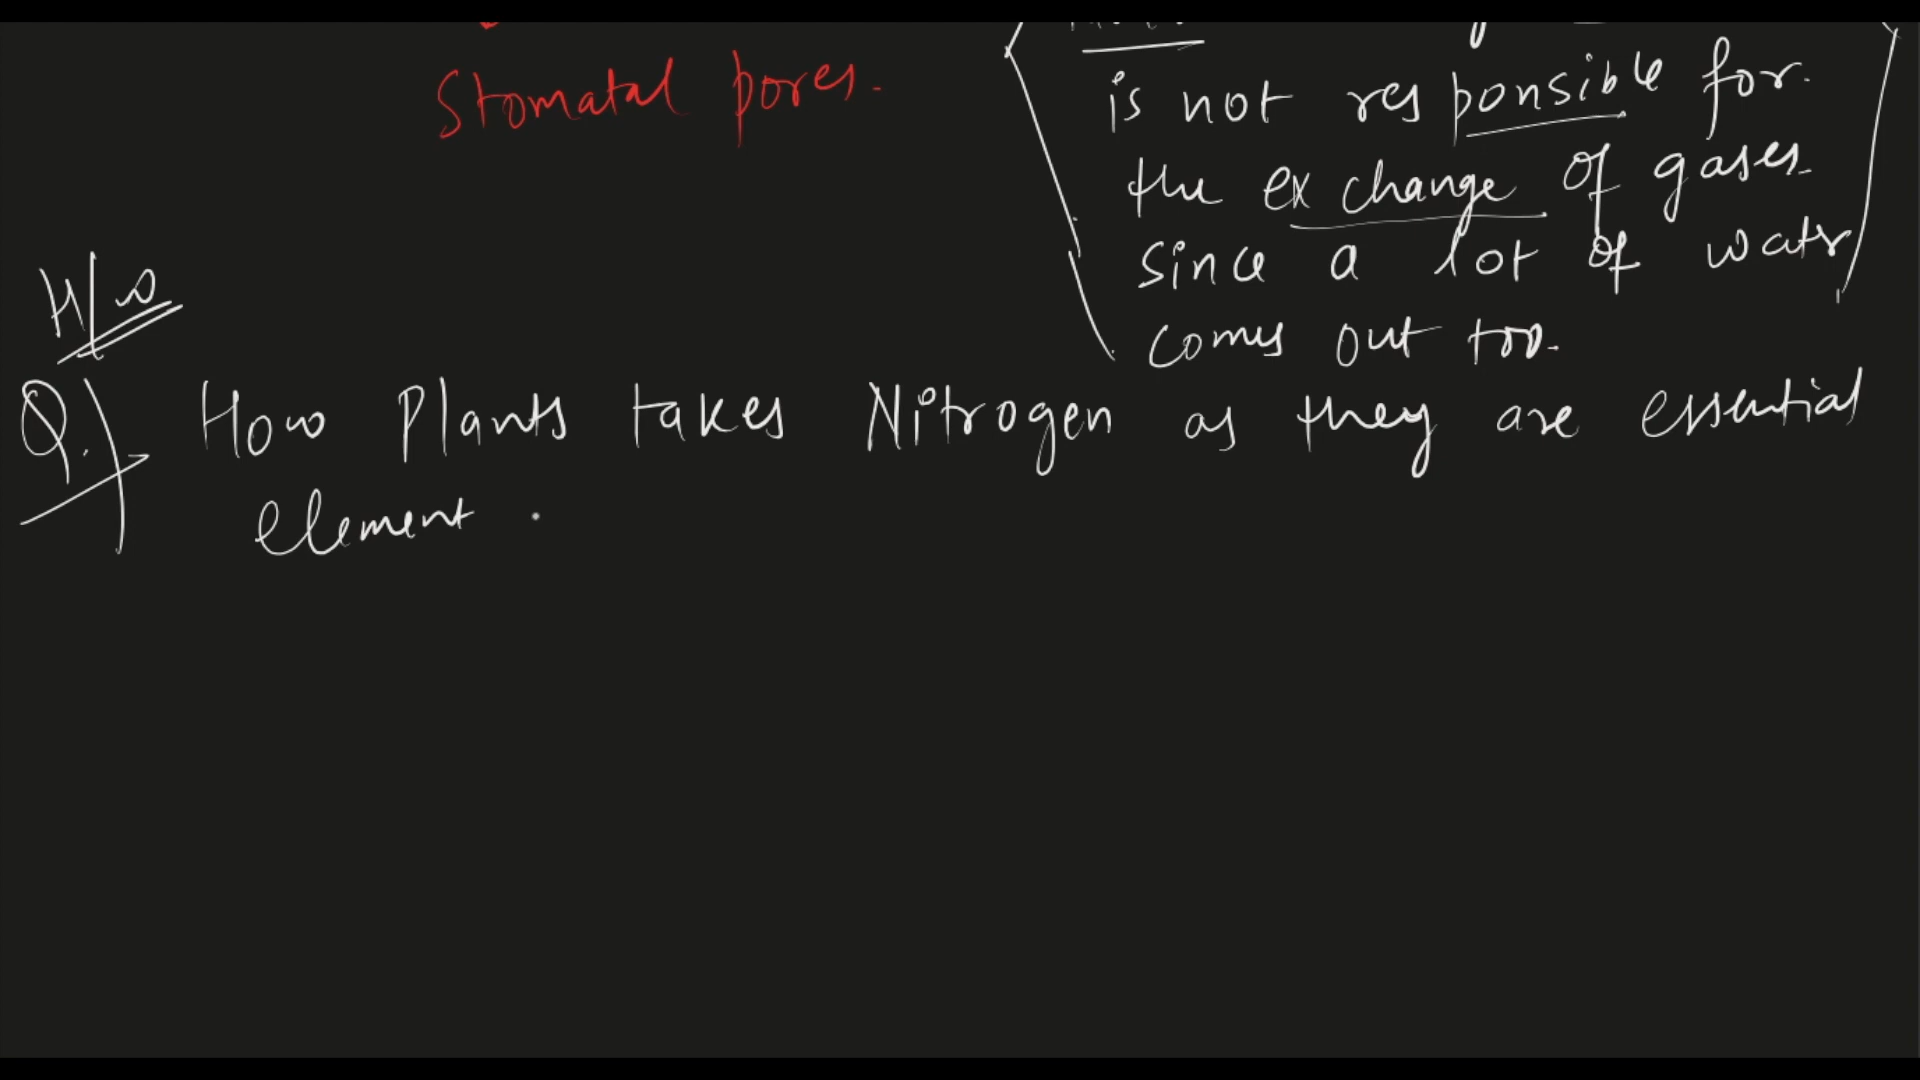 Stomatal pores.
is not responsible for.
the exchange of gases.
since a lot of water
comes out too.
H/w
Q.) How Plants takes Nitrogen as they are essential
element.